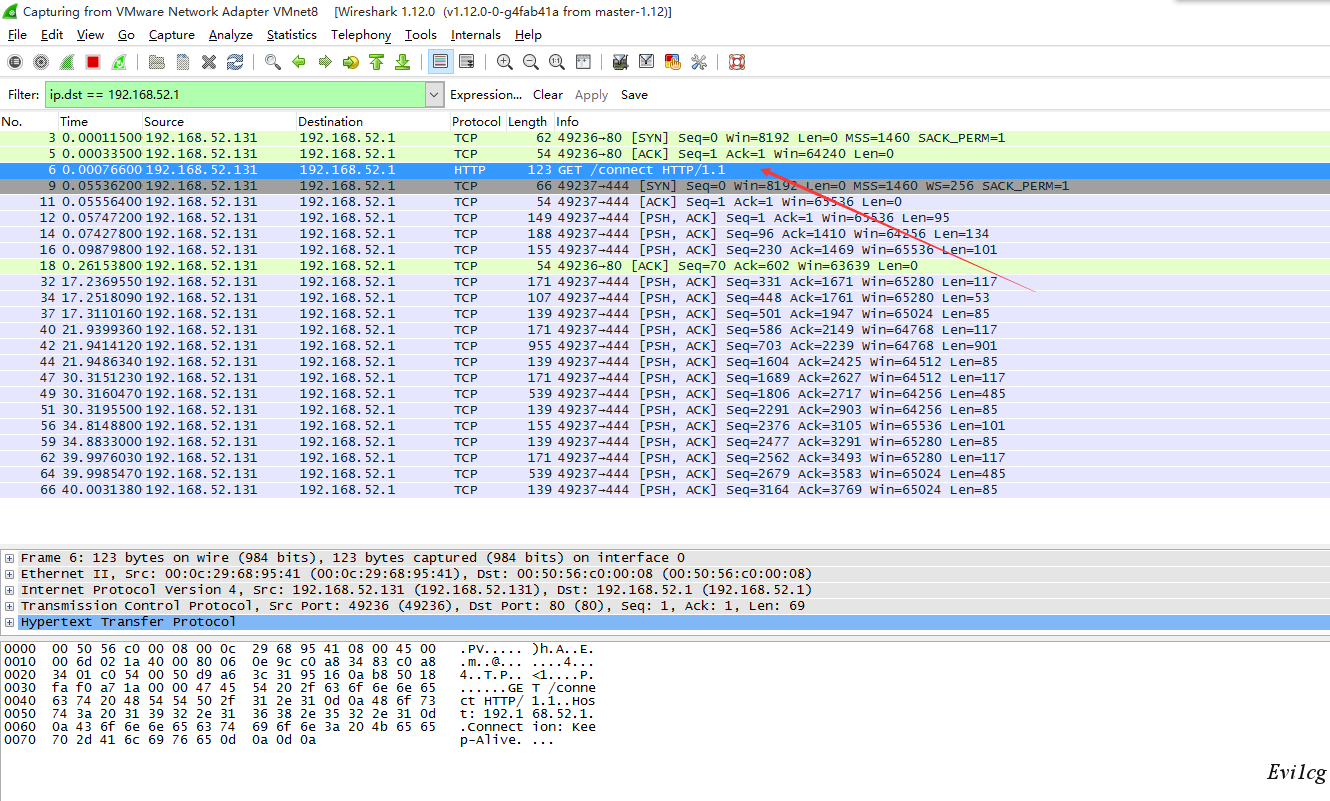 Capturing from VMware Network Adapter VMnet8 [Wireshark 1.12.0 (v1.12.0-0-g4fab41a from master-1.12)]
File Edit View Go Capture Analyze Statistics Telephony Tools Internals Help
Filter: ip.dst == 192.168.52.1 Expression... Clear Apply Save
No. Time Source Destination Protocol Length Info
3 0.00011500 192.168.52.131 192.168.52.1 TCP 62 49236→80 [SYN] Seq=0 Win=8192 Len=0 MSS=1460 SACK_PERM=1
5 0.00033500 192.168.52.131 192.168.52.1 TCP 54 49236→80 [ACK] Seq=1 Ack=1 Win=64240 Len=0
6 0.00076600 192.168.52.131 192.168.52.1 HTTP 123 GET /connect HTTP/1.1
9 0.05536200 192.168.52.131 192.168.52.1 TCP 66 49237→444 [SYN] Seq=0 Win=8192 Len=0 MSS=1460 WS=256 SACK_PERM=1
11 0.05556400 192.168.52.131 192.168.52.1 TCP 54 49237→444 [ACK] Seq=1 Ack=1 Win=65536 Len=0
12 0.05747200 192.168.52.131 192.168.52.1 TCP 149 49237→444 [PSH, ACK] Seq=1 Ack=1 Win=65536 Len=95
14 0.07427800 192.168.52.131 192.168.52.1 TCP 188 49237→444 [PSH, ACK] Seq=96 Ack=1410 Win=64256 Len=134
16 0.09879800 192.168.52.131 192.168.52.1 TCP 155 49237→444 [PSH, ACK] Seq=230 Ack=1469 Win=65536 Len=101
18 0.26153800 192.168.52.131 192.168.52.1 TCP 54 49236→80 [ACK] Seq=70 Ack=602 Win=63639 Len=0
32 17.2369550 192.168.52.131 192.168.52.1 TCP 171 49237→444 [PSH, ACK] Seq=331 Ack=1671 Win=65280 Len=117
34 17.2518090 192.168.52.131 192.168.52.1 TCP 107 49237→444 [PSH, ACK] Seq=448 Ack=1761 Win=65280 Len=53
37 17.3110160 192.168.52.131 192.168.52.1 TCP 139 49237→444 [PSH, ACK] Seq=501 Ack=1947 Win=65024 Len=85
40 21.9399360 192.168.52.131 192.168.52.1 TCP 171 49237→444 [PSH, ACK] Seq=586 Ack=2149 Win=64768 Len=117
42 21.9414120 192.168.52.131 192.168.52.1 TCP 955 49237→444 [PSH, ACK] Seq=703 Ack=2239 Win=64768 Len=901
44 21.9486340 192.168.52.131 192.168.52.1 TCP 139 49237→444 [PSH, ACK] Seq=1604 Ack=2425 Win=64512 Len=85
47 30.3151230 192.168.52.131 192.168.52.1 TCP 171 49237→444 [PSH, ACK] Seq=1689 Ack=2627 Win=64512 Len=117
49 30.3160470 192.168.52.131 192.168.52.1 TCP 539 49237→444 [PSH, ACK] Seq=1806 Ack=2717 Win=64256 Len=485
51 30.3195500 192.168.52.131 192.168.52.1 TCP 139 49237→444 [PSH, ACK] Seq=2291 Ack=2903 Win=64256 Len=85
56 34.8148800 192.168.52.131 192.168.52.1 TCP 155 49237→444 [PSH, ACK] Seq=2376 Ack=3105 Win=65536 Len=101
59 34.8833000 192.168.52.131 192.168.52.1 TCP 139 49237→444 [PSH, ACK] Seq=2477 Ack=3291 Win=65280 Len=85
62 39.9976030 192.168.52.131 192.168.52.1 TCP 171 49237→444 [PSH, ACK] Seq=2562 Ack=3493 Win=65280 Len=117
64 39.9985470 192.168.52.131 192.168.52.1 TCP 539 49237→444 [PSH, ACK] Seq=2679 Ack=3583 Win=65024 Len=485
66 40.0031380 192.168.52.131 192.168.52.1 TCP 139 49237→444 [PSH, ACK] Seq=3164 Ack=3769 Win=65024 Len=85
Frame 6: 123 bytes on wire (984 bits), 123 bytes captured (984 bits) on interface 0
Ethernet II, Src: 00:0c:29:68:95:41 (00:0c:29:68:95:41), Dst: 00:50:56:c0:00:08 (00:50:56:c0:00:08)
Internet Protocol Version 4, Src: 192.168.52.131 (192.168.52.131), Dst: 192.168.52.1 (192.168.52.1)
Transmission Control Protocol, Src Port: 49236 (49236), Dst Port: 80 (80), Seq: 1, Ack: 1, Len: 69
Hypertext Transfer Protocol
0000 00 50 56 c0 00 08 00 0c 29 68 95 41 08 00 45 00 .PV..... )h.A..E.
0010 00 6d 02 1a 40 00 80 06 0e 9c c0 a8 34 83 c0 a8 .m..@... ....4...
0020 34 01 c0 54 00 50 d9 a6 3c 31 95 16 0a b8 50 18 4..T.P.. <1....P.
0030 fa f0 a7 1a 00 00 47 45 54 20 2f 63 6f 6e 6e 65 ......GE T /conne
0040 63 74 20 48 54 54 50 2f 31 2e 31 0d 0a 48 6f 73 ct HTTP/ 1.1..Hos
0050 74 3a 20 31 39 32 2e 31 36 38 2e 35 32 2e 31 0d t: 192.1 68.52.1.
0060 0a 43 6f 6e 6e 65 63 74 69 6f 6e 3a 20 4b 65 65 .Connect ion: Kee
0070 70 2d 41 6c 69 76 65 0d 0a 0d 0a p-Alive. ...
Evi1cg